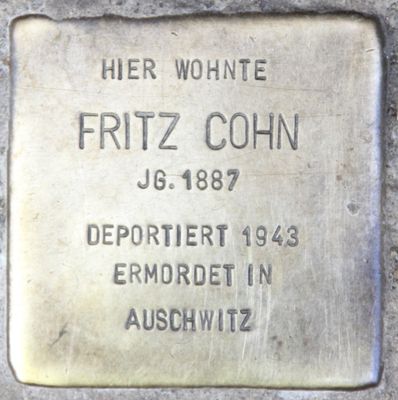 HIER WOHNTE
FRITZ COHN
JG. 1887
DEPORTIERT 1943
ERMORDET IN
AUSCHWITZ